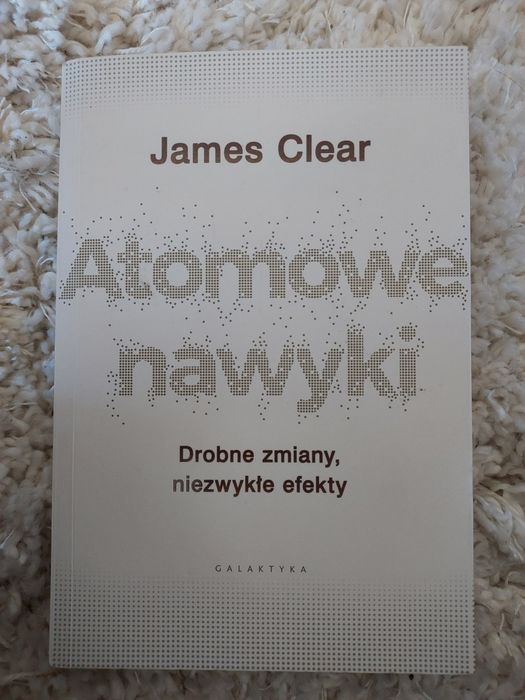 James Clear
Atomowe
nawyki
Drobne zmiany,
niezwykłe efekty
GALAKTYKA